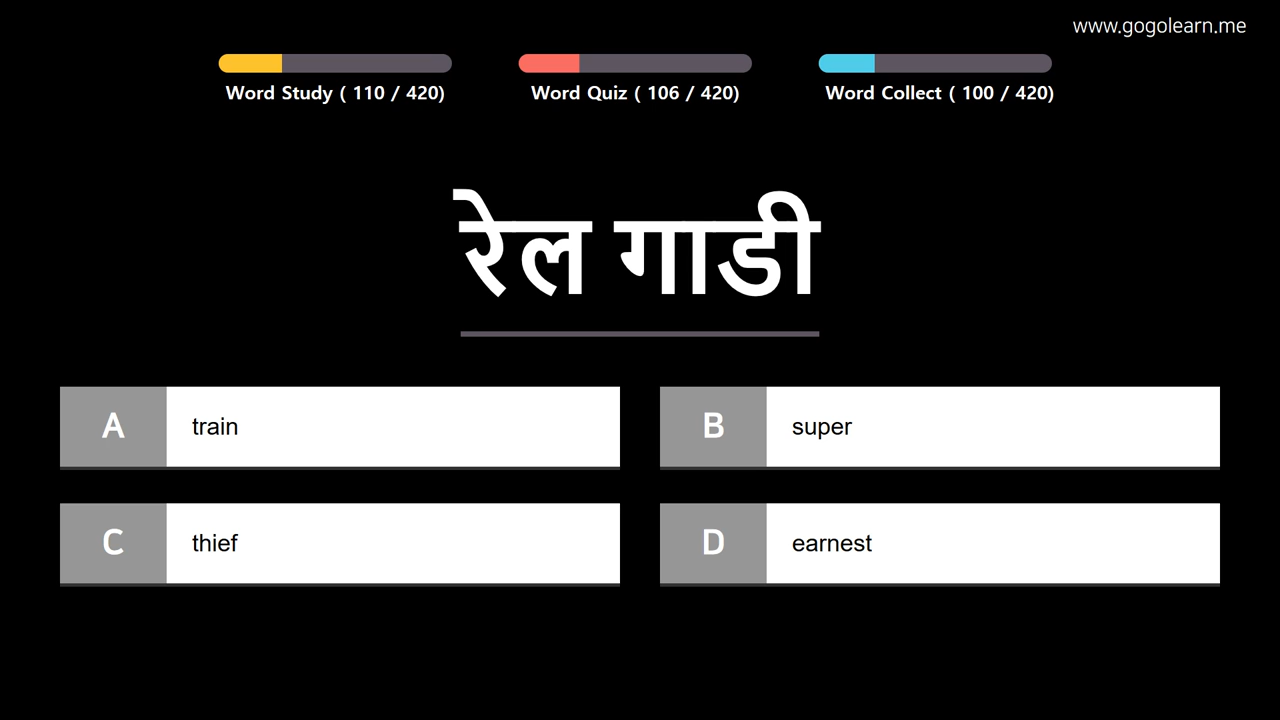 www.gogolearn.me
Word Study ( 110 / 420)
Word Quiz ( 106 / 420)
Word Collect ( 100 / 420)
रेल गाडी
A train
B super
C thief
D earnest